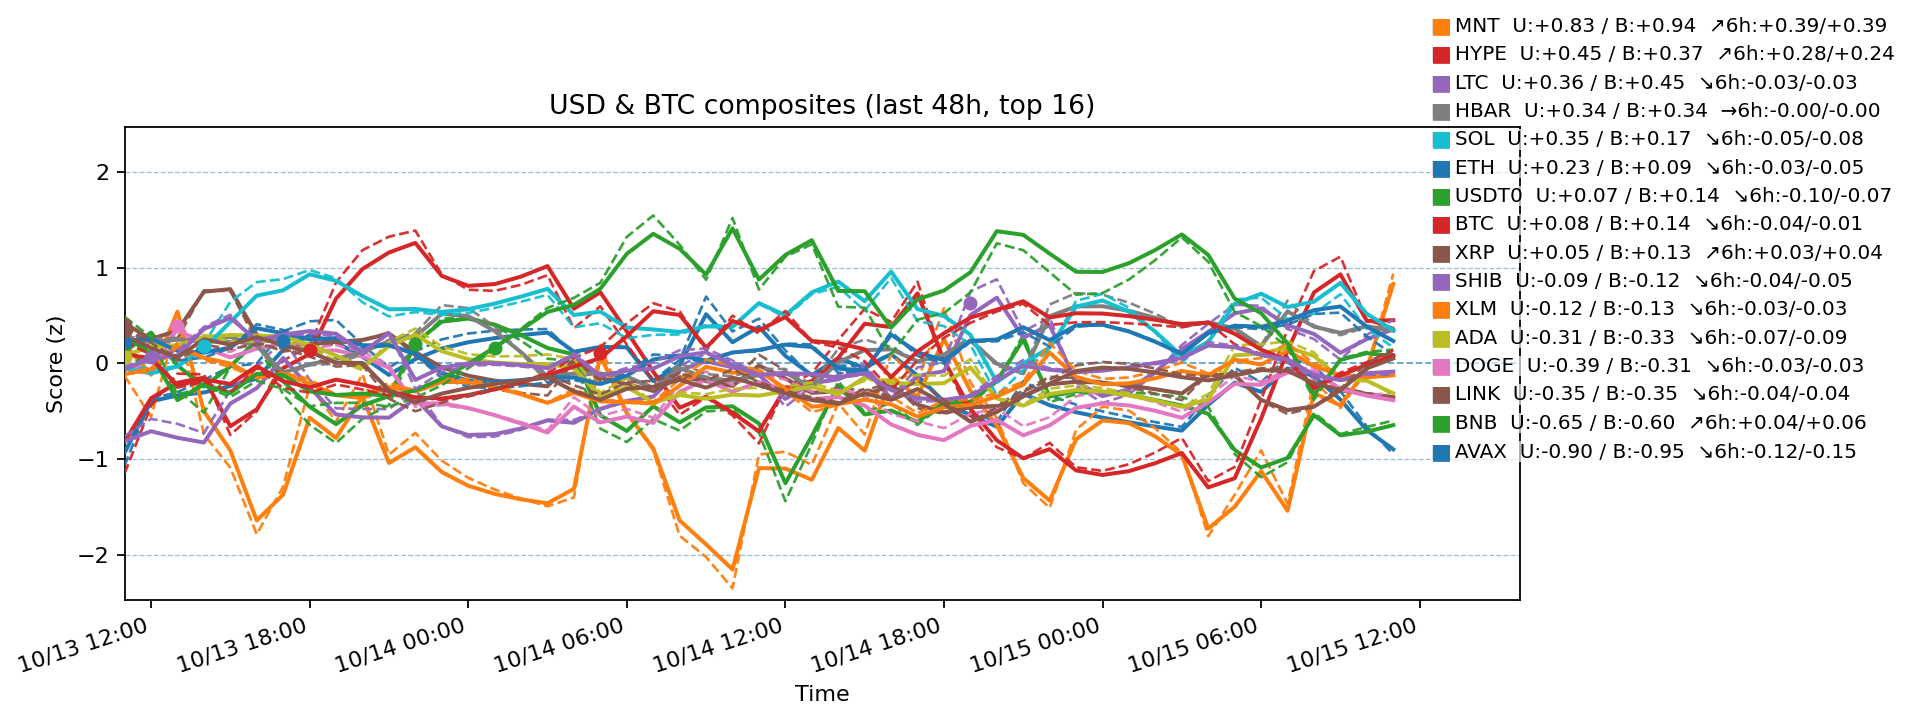 MNT U:+0.83 / B:+0.94 ↗6h:+0.39/+0.39
HYPE U:+0.45 / B:+0.37 ↗6h:+0.28/+0.24
LTC U:+0.36 / B:+0.45 ↘6h:-0.03/-0.03
USD & BTC composites (last 48h, top 16)
HBAR U:+0.34 / B:+0.34 →6h:-0.00/-0.00
SOL U:+0.35 / B:+0.17 ↘6h:-0.05/-0.08
ETH U:+0.23 / B:+0.09 ↘6h:-0.03/-0.05
USDT0 U:+0.07 / B:+0.14 ↘6h:-0.10/-0.07
BTC U:+0.08 / B:+0.14 ↘6h:-0.04/-0.01
XRP U:+0.05 / B:+0.13 ↗6h:+0.03/+0.04
SHIB U:-0.09 / B:-0.12 ↘6h:-0.04/-0.05
XLM U:-0.12 / B:-0.13 ↘6h:-0.03/-0.03
ADA U:-0.31 / B:-0.33 ↘6h:-0.07/-0.09
DOGE U:-0.39 / B:-0.31 ↘6h:-0.03/-0.03
LINK U:-0.35 / B:-0.35 ↘6h:-0.04/-0.04
BNB U:-0.65 / B:-0.60 ↗6h:+0.04/+0.06
AVAX U:-0.90 / B:-0.95 ↘6h:-0.12/-0.15
Score (z)
2
1
0
−1
−2
10/13 12:00
10/13 18:00
10/14 00:00
10/14 06:00
10/14 12:00
10/14 18:00
10/15 00:00
10/15 06:00
10/15 12:00
Time